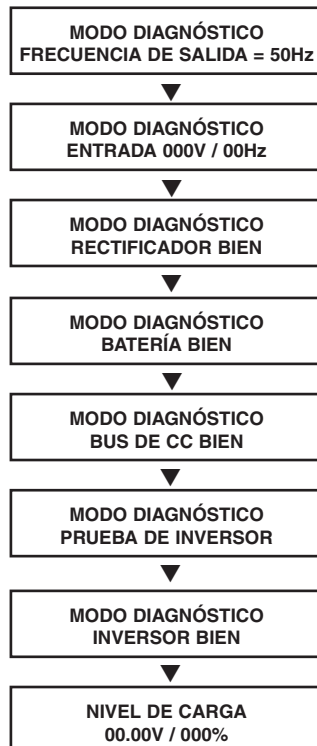 MODO DIAGNÓSTICO
FRECUENCIA DE SALIDA = 50Hz
MODO DIAGNÓSTICO
ENTRADA 000V / 00Hz
MODO DIAGNÓSTICO
RECTIFICADOR BIEN
MODO DIAGNÓSTICO
BATERÍA BIEN
MODO DIAGNÓSTICO
BUS DE CC BIEN
MODO DIAGNÓSTICO
PRUEBA DE INVERSOR
MODO DIAGNÓSTICO
INVERSOR BIEN
NIVEL DE CARGA
00.00V / 000%